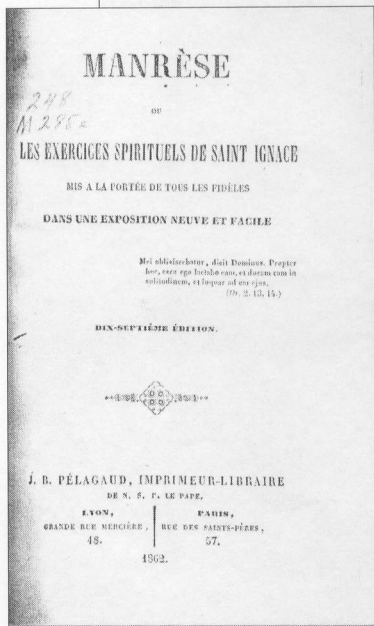 MANRÈSE
248
M 286e
OU
LES EXERCICES SPIRITUELS DE SAINT IGNACE
MIS A LA PORTÉE DE TOUS LES FIDÈLES
DANS UNE EXPOSITION NEUVE ET FACILE
Mei obliviscebatur, dicit Dominus. Propter
hoc, ecce ego lactabo eam, et ducam eam in
solitudinem, et loquar ad cor ejus.
(Os. 2. 13, 14.)
DIX-SEPTIÈME ÉDITION.
J. B. PÉLAGAUD, IMPRIMEUR-LIBRAIRE
DE N. S. P. LE PAPE.
LYON,
GRANDE RUE MERCIÈRE,
48.
PARIS,
RUE DES SAINTS-PÈRES,
57.
1862.